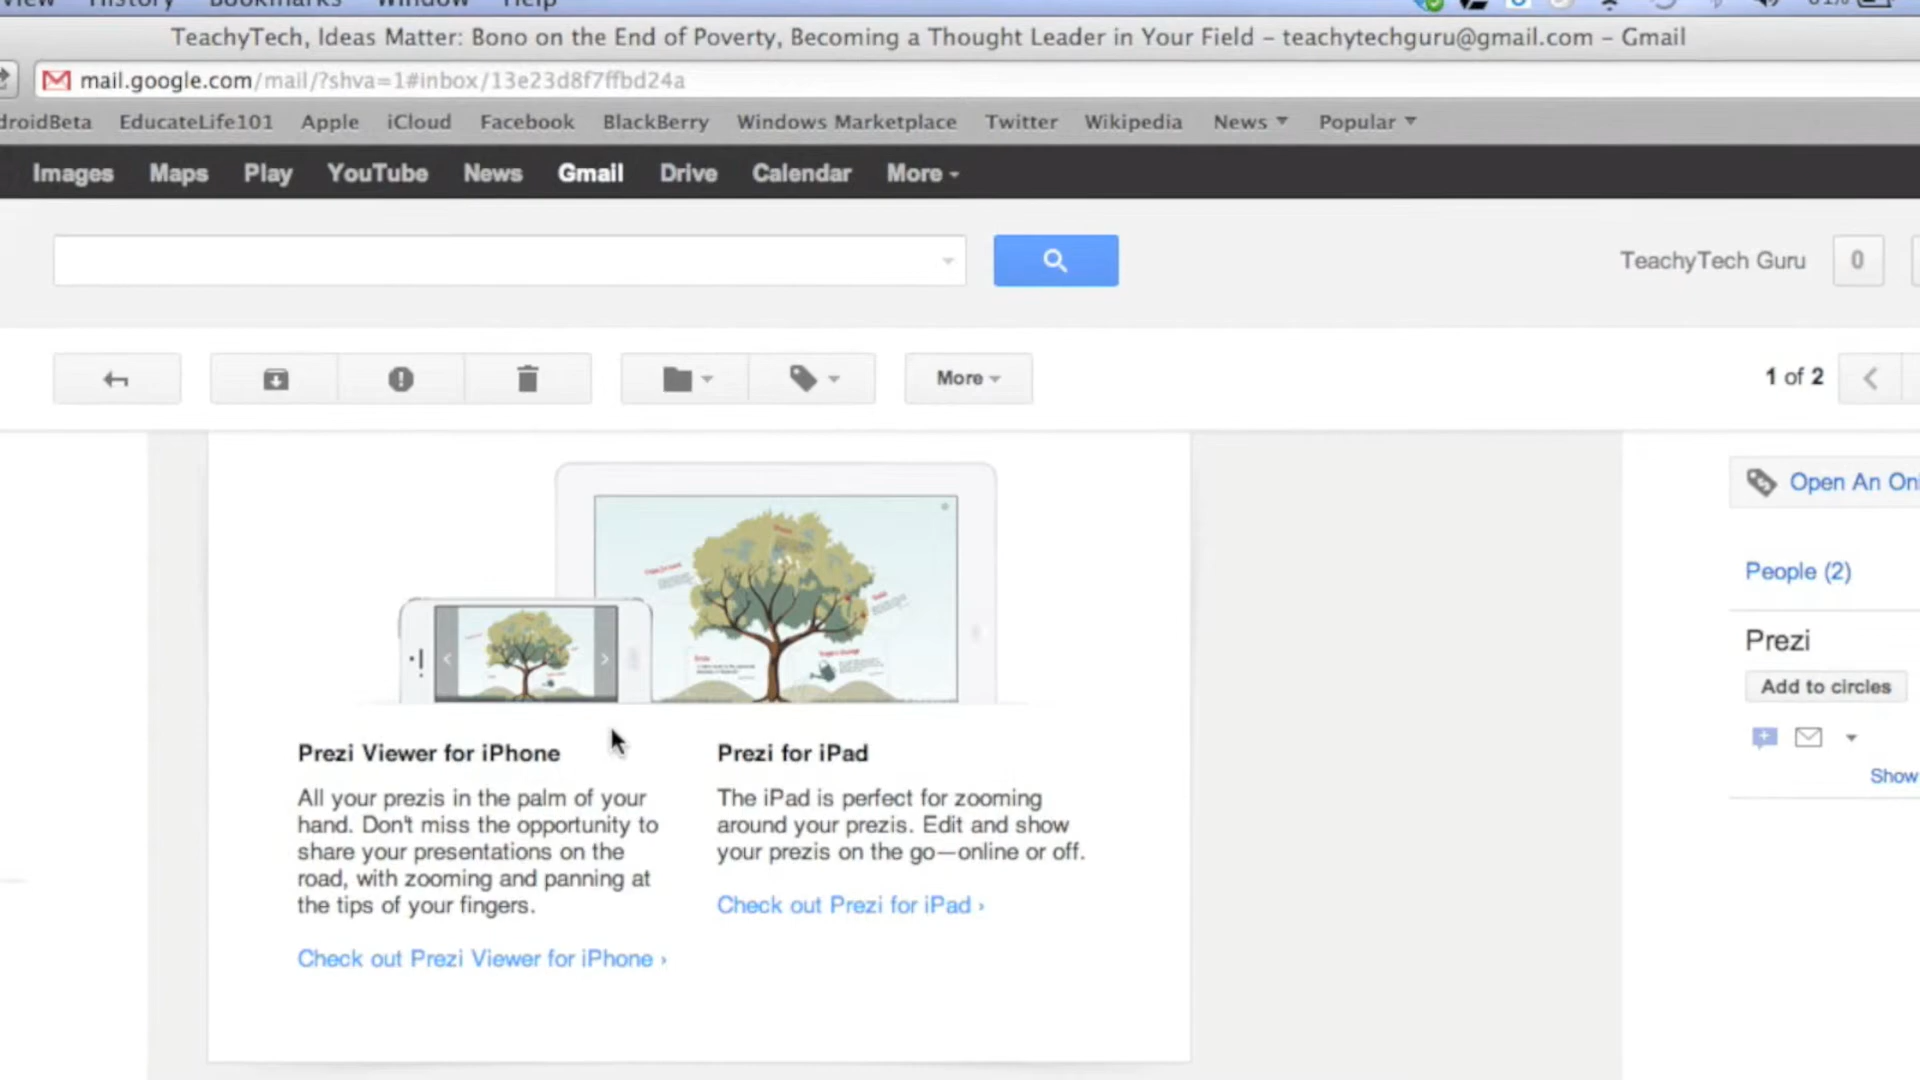 View History Bookmarks Window Help
TeachyTech, Ideas Matter: Bono on the End of Poverty, Becoming a Thought Leader in Your Field – teachytechguru@gmail.com – Gmail
mail.google.com/mail/?shva=1#inbox/13e23d8f7ffbd24a
droidBeta EducateLife101 Apple iCloud Facebook BlackBerry Windows Marketplace Twitter Wikipedia News Popular
Images Maps Play YouTube News Gmail Drive Calendar More
TeachyTech Guru 0
More
1 of 2
Open An Onl
People (2)
Prezi
Add to circles
Show
Prezi Viewer for iPhone
All your prezis in the palm of your
hand. Don't miss the opportunity to
share your presentations on the
road, with zooming and panning at
the tips of your fingers.
Check out Prezi Viewer for iPhone ›
Prezi for iPad
The iPad is perfect for zooming
around your prezis. Edit and show
your prezis on the go—online or off.
Check out Prezi for iPad ›